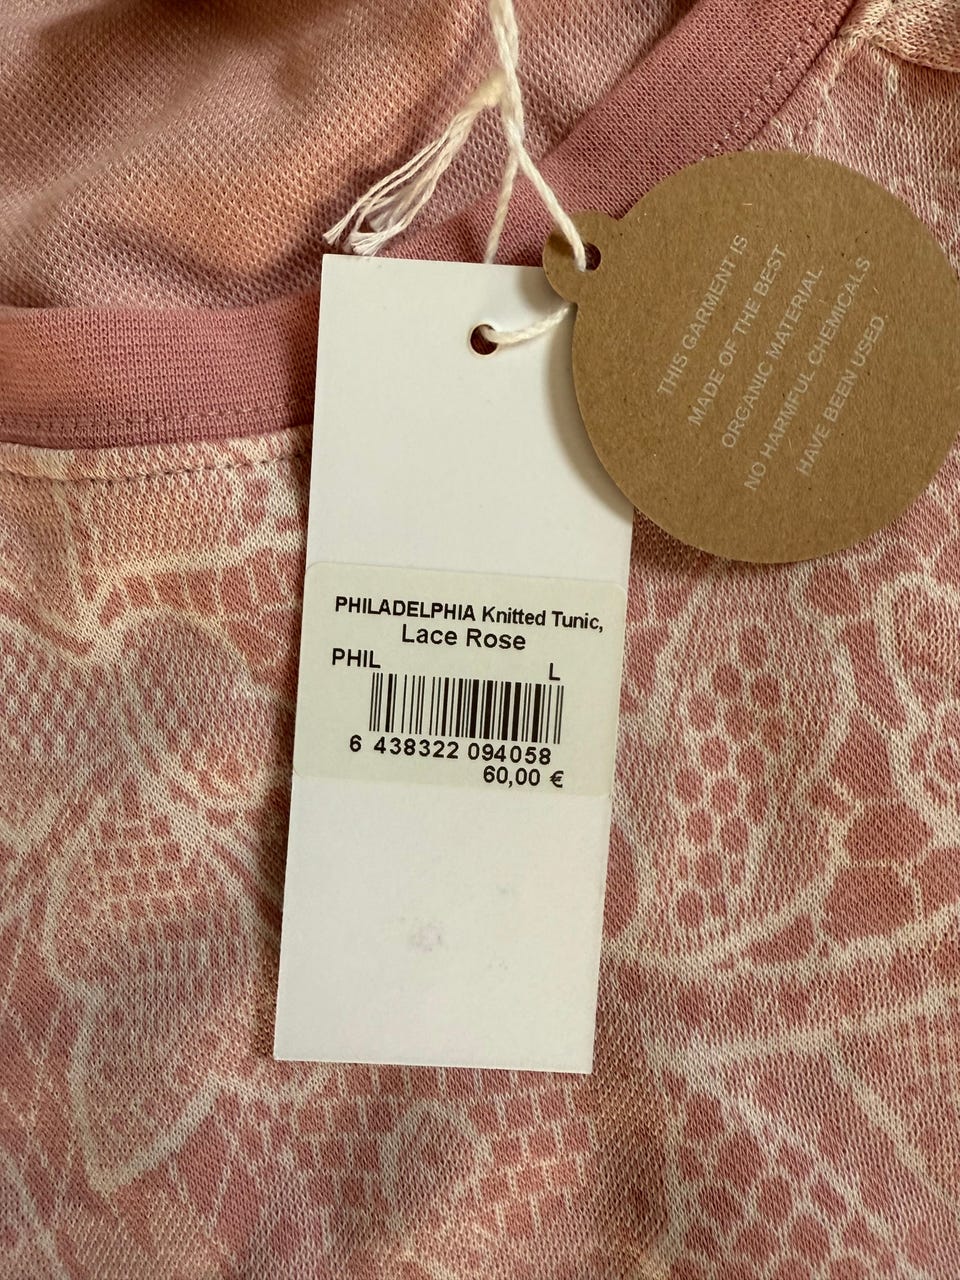 THIS GARMENT IS
MADE OF THE BEST
ORGANIC MATERIAL.
NO HARMFUL CHEMICALS
HAVE BEEN USED.
PHILADELPHIA Knitted Tunic,
Lace Rose
PHIL L
6 438322 094058
60,00 €